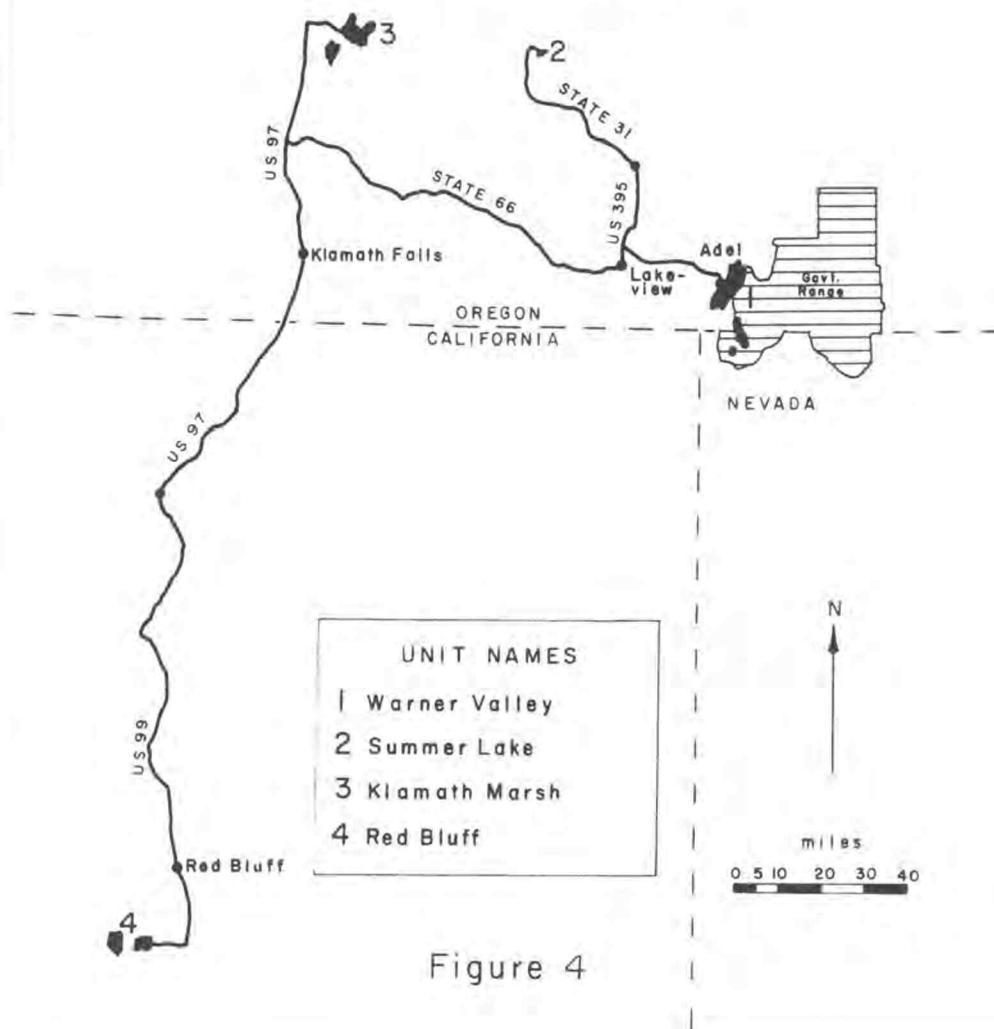 3
2
STATE 31
US 97
STATE 66
US 395
Adel
Klamath Falls
Lake-
view
1
Govt.
Range
OREGON
CALIFORNIA
NEVADA
US 97
N
UNIT NAMES
1 Warner Valley
2 Summer Lake
3 Klamath Marsh
4 Red Bluff
US 99
miles
0 5 10 20 30 40
Red Bluff
4
Figure 4